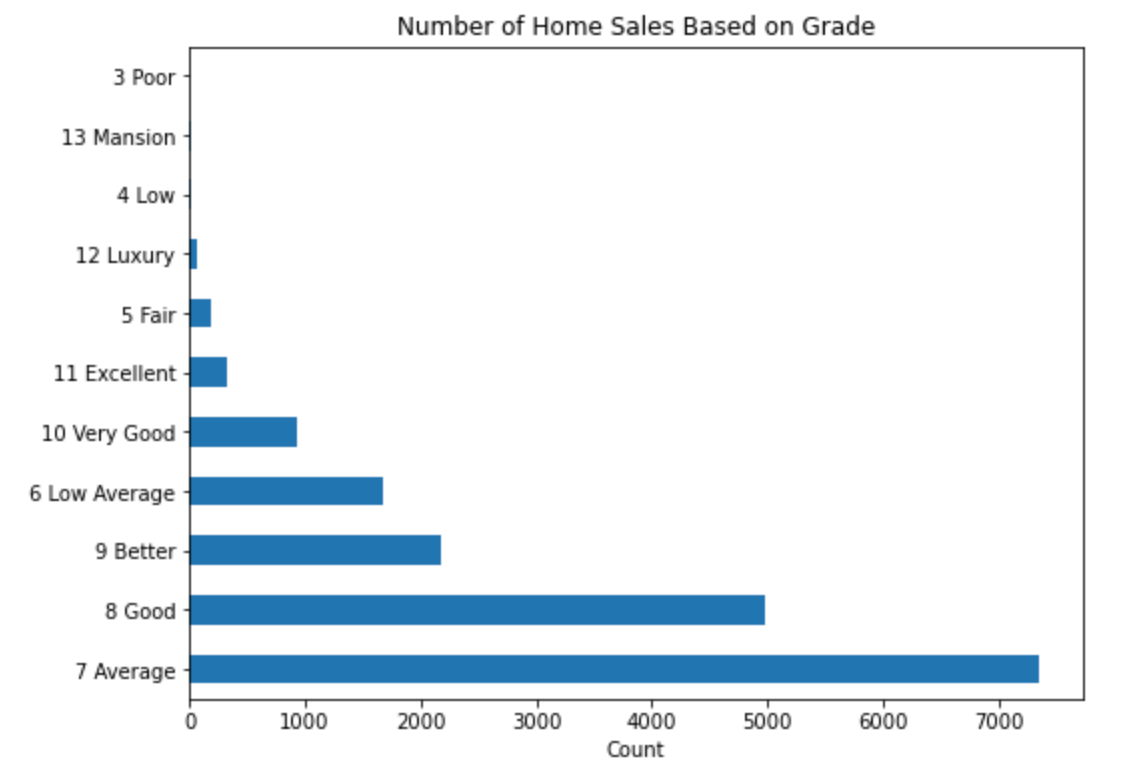 Number of Home Sales Based on Grade
3 Poor
13 Mansion
4 Low
12 Luxury
5 Fair
11 Excellent
10 Very Good
6 Low Average
9 Better
8 Good
7 Average
0 1000 2000 3000 4000 5000 6000 7000
Count